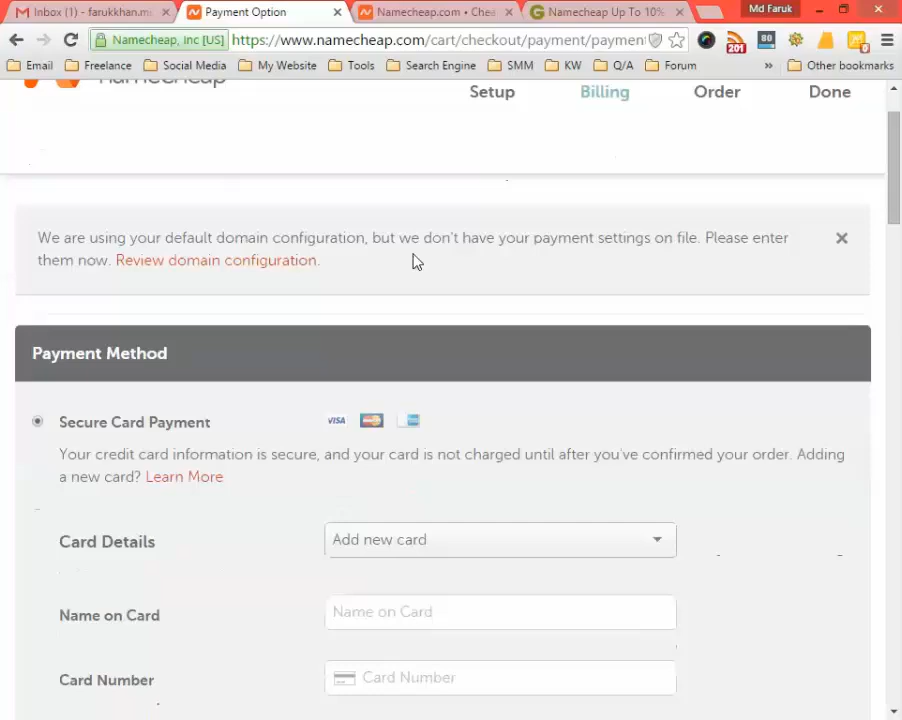 Inbox (1) - farukkhan.m
Payment Option
Namecheap.com • Chea
Namecheap Up To 10%
Md Faruk
Namecheap, Inc [US]
https://www.namecheap.com/cart/checkout/payment/paymen
201
80
Email
Freelance
Social Media
My Website
Tools
Search Engine
SMM
KW
Q/A
Forum
»
Other bookmarks
namecheap
Setup
Billing
Order
Done
We are using your default domain configuration, but we don't have your payment settings on file. Please enter
them now. Review domain configuration.
Payment Method
Secure Card Payment
VISA
Your credit card information is secure, and your card is not charged until after you've confirmed your order. Adding
a new card? Learn More
Card Details
Add new card
Name on Card
Name on Card
Card Number
Card Number